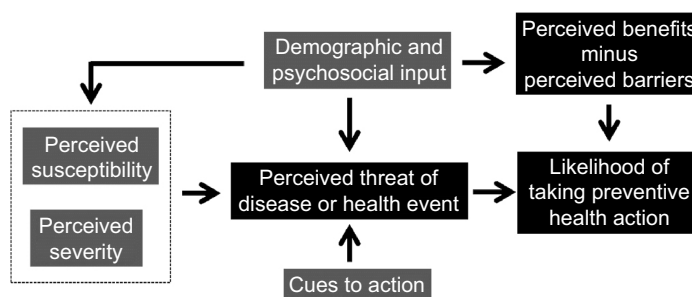 Demographic and
psychosocial input
Perceived benefits
minus
perceived barriers
Perceived
susceptibility
Perceived
severity
Perceived threat of
disease or health event
Likelihood of
taking preventive
health action
Cues to action